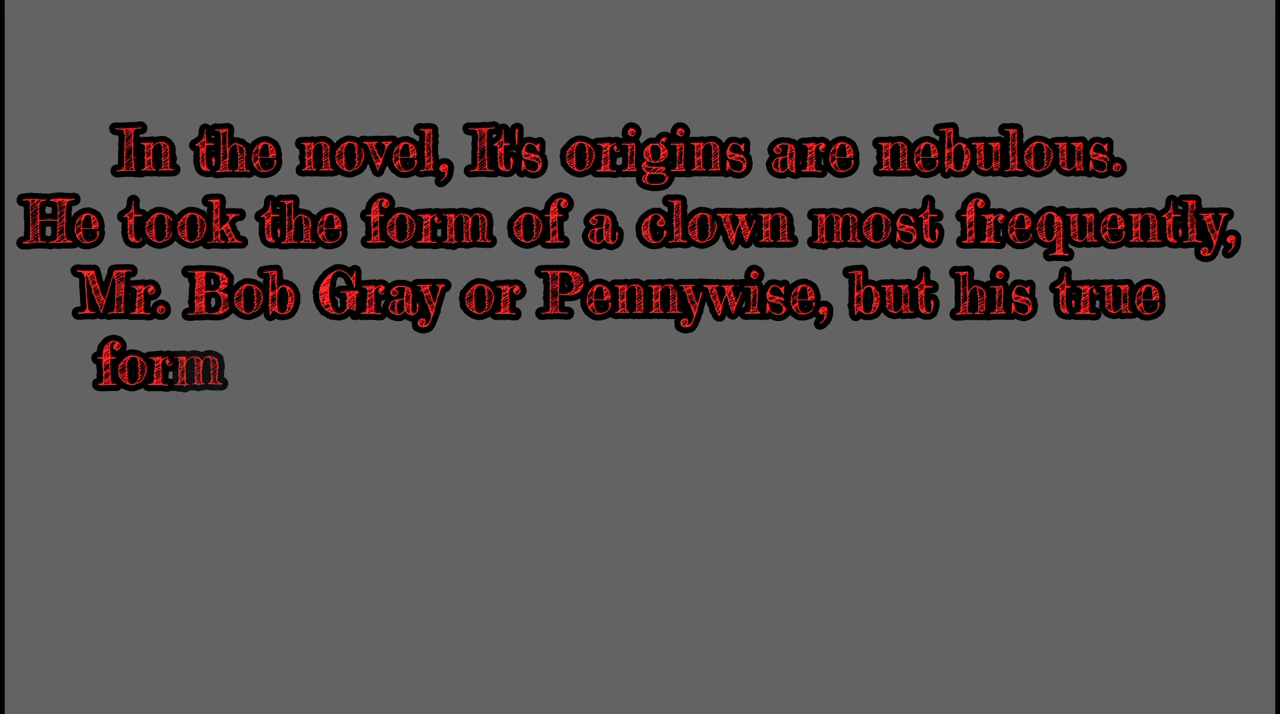 In the novel, It's origins are nebulous.
He took the form of a clown most frequently,
Mr. Bob Gray or Pennywise, but his true
form